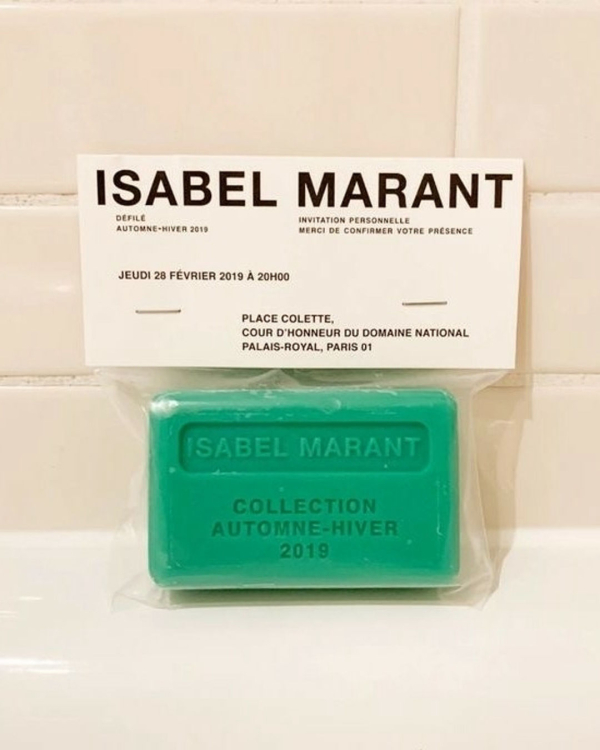 ISABEL MARANT
DÉFILÉ
AUTOMNE-HIVER 2019
INVITATION PERSONNELLE
MERCI DE CONFIRMER VOTRE PRÉSENCE
JEUDI 28 FÉVRIER 2019 À 20H00
PLACE COLETTE,
COUR D'HONNEUR DU DOMAINE NATIONAL
PALAIS-ROYAL, PARIS 01
ISABEL MARANT
COLLECTION
AUTOMNE-HIVER
2019